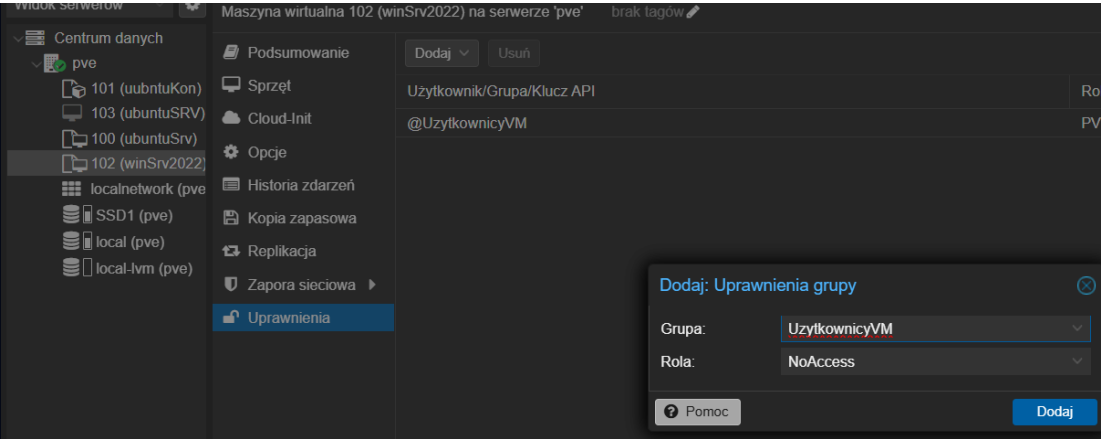 Widok serwerów
Maszyna wirtualna 102 (winSrv2022) na serwerze 'pve' brak tagów
Centrum danych
pve
101 (uubntuKon)
103 (ubuntuSRV)
100 (ubuntuSrv)
102 (winSrv2022)
localnetwork (pve
SSD1 (pve)
local (pve)
local-lvm (pve)
Podsumowanie
Sprzęt
Cloud-Init
Opcje
Historia zdarzeń
Kopia zapasowa
Replikacja
Zapora sieciowa
Uprawnienia
Dodaj Usuń
Użytkownik/Grupa/Klucz API Ro
@UzytkownicyVM PV
Dodaj: Uprawnienia grupy
Grupa: UzytkownicyVM
Rola: NoAccess
Pomoc Dodaj